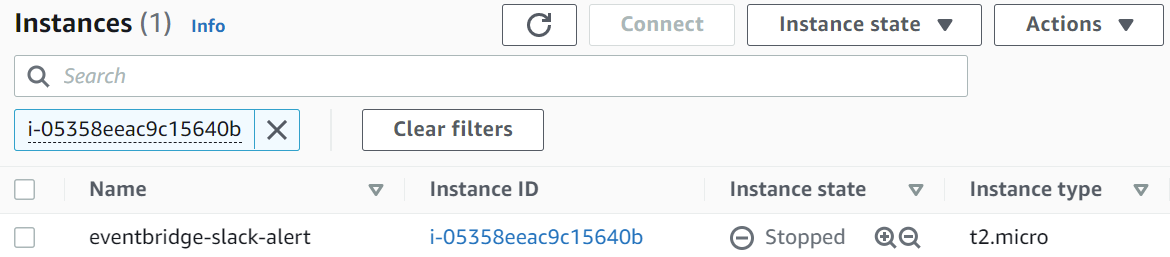 Instances (1) Info Connect Instance state Actions
Search
i-05358eeac9c15640b Clear filters
Name Instance ID Instance state Instance type
eventbridge-slack-alert i-05358eeac9c15640b Stopped t2.micro